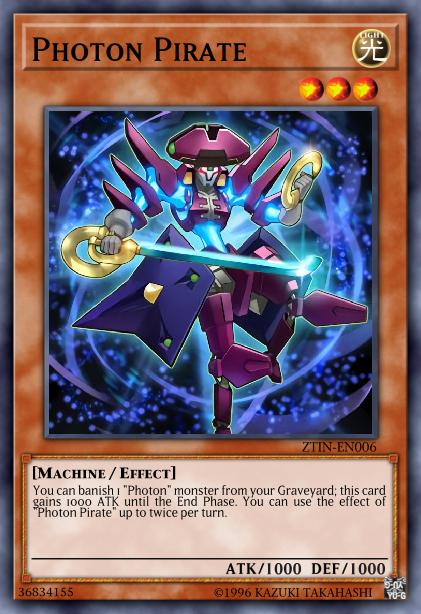 PHOTON PIRATE
LIGHT
光
ZTIN-EN006
[MACHINE / EFFECT]
You can banish 1 "Photon" monster from your Graveyard; this card
gains 1000 ATK until the End Phase. You can use the effect of
"Photon Pirate" up to twice per turn.
ATK/1000 DEF/1000
36834155
©1996 KAZUKI TAKAHASHI